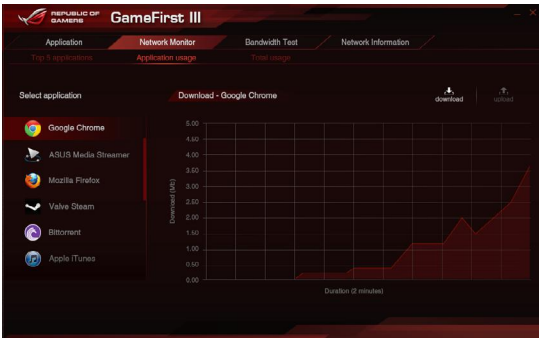 REPUBLIC OF
GAMERS
GameFirst III
Application
Network Monitor
Bandwidth Test
Network Information
Top 5 applications
Application usage
Total usage
Select application
Download - Google Chrome
download
upload
Google Chrome
ASUS Media Streamer
Mozilla Firefox
Valve Steam
Bittorrent
Apple iTunes
Download (Mb)
5.00
4.50
4.00
3.50
3.00
2.50
2.00
1.50
1.00
0.50
0.00
Duration (2 minutes)